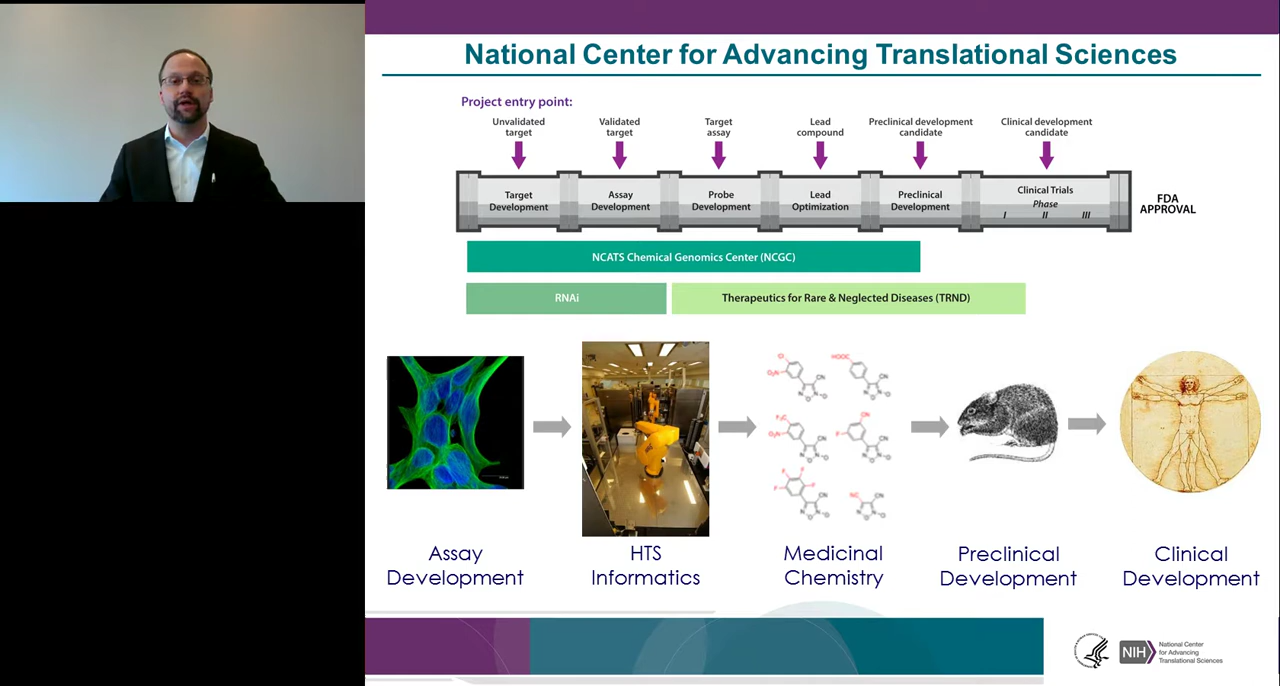 National Center for Advancing Translational Sciences
Project entry point:
Unvalidated target
Validated target
Target assay
Lead compound
Preclinical development candidate
Clinical development candidate
Target Development
Assay Development
Probe Development
Lead Optimization
Preclinical Development
Clinical Trials
Phase
I II III
FDA APPROVAL
NCATS Chemical Genomics Center (NCGC)
RNAi
Therapeutics for Rare & Neglected Diseases (TRND)
Assay Development
HTS Informatics
Medicinal Chemistry
Preclinical Development
Clinical Development
NIH
National Center
for Advancing
Translational Sciences